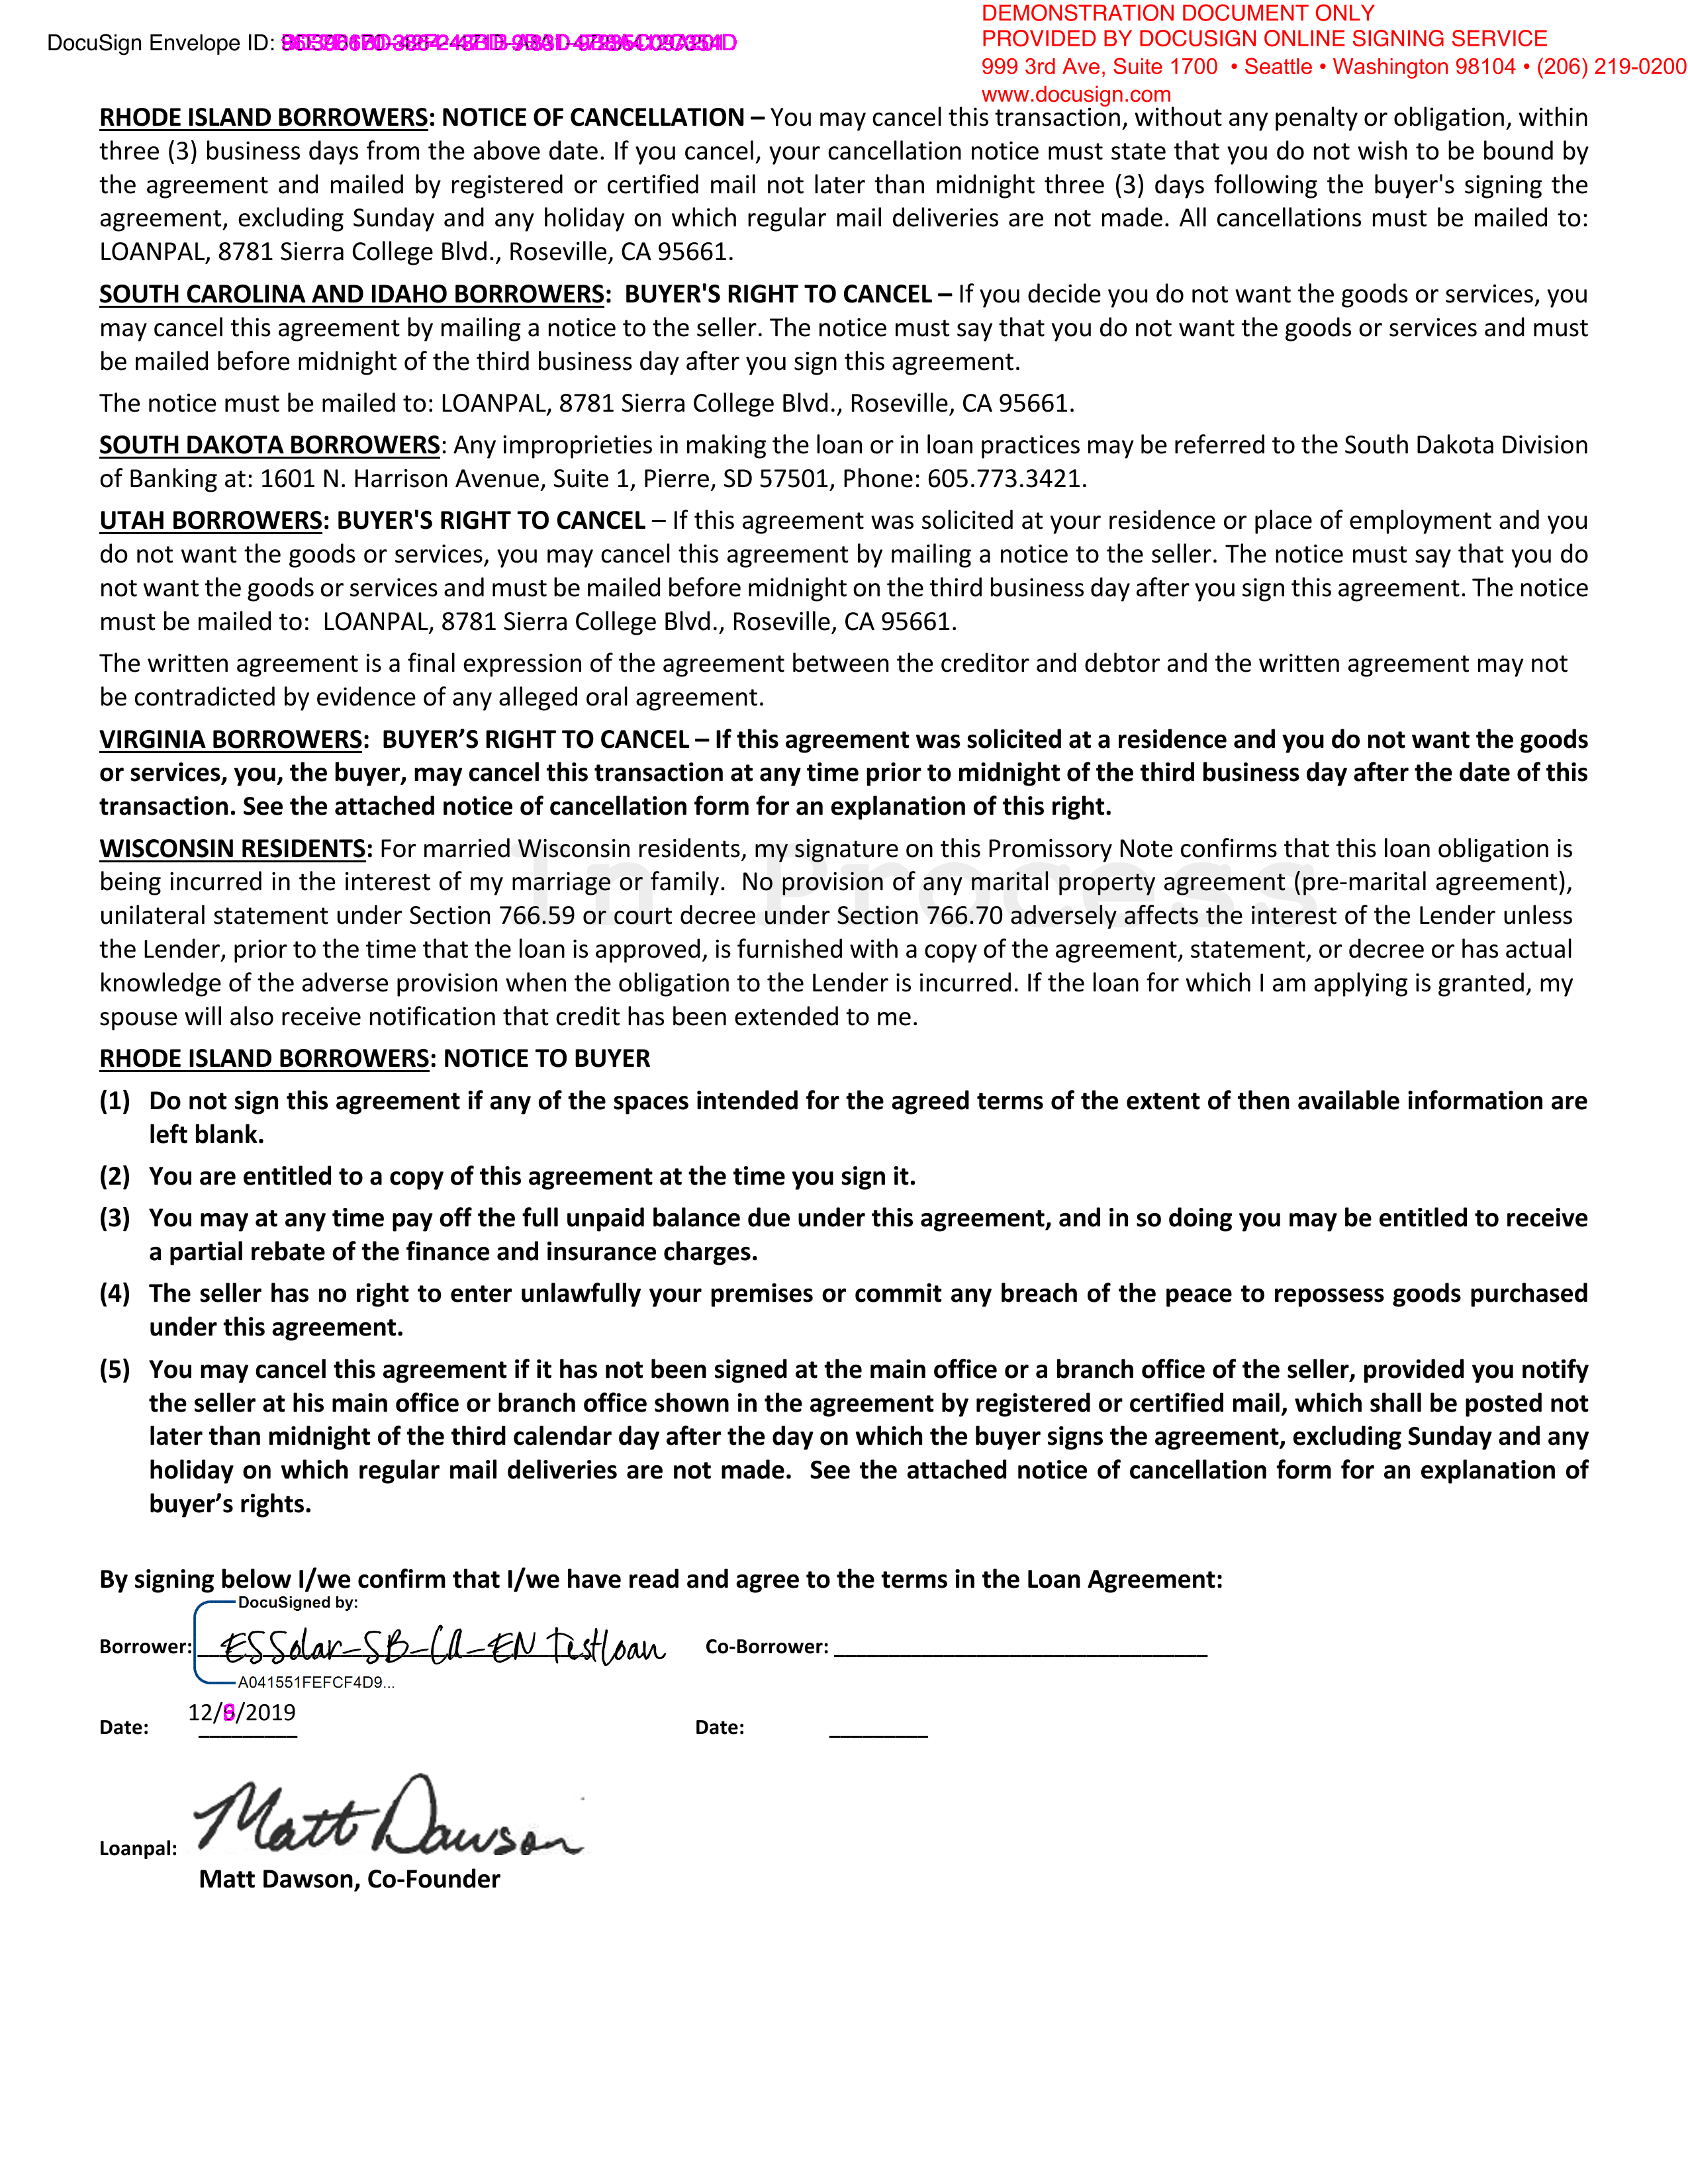 DEMONSTRATION DOCUMENT ONLY
PROVIDED BY DOCUSIGN ONLINE SIGNING SERVICE
999 3rd Ave, Suite 1700 • Seattle • Washington 98104 • (206) 219-0200
www.docusign.com
DocuSign Envelope ID:
RHODE ISLAND BORROWERS: NOTICE OF CANCELLATION – You may cancel this transaction, without any penalty or obligation, within
three (3) business days from the above date. If you cancel, your cancellation notice must state that you do not wish to be bound by
the agreement and mailed by registered or certified mail not later than midnight three (3) days following the buyer's signing the
agreement, excluding Sunday and any holiday on which regular mail deliveries are not made. All cancellations must be mailed to:
LOANPAL, 8781 Sierra College Blvd., Roseville, CA 95661.
SOUTH CAROLINA AND IDAHO BORROWERS: BUYER'S RIGHT TO CANCEL – If you decide you do not want the goods or services, you
may cancel this agreement by mailing a notice to the seller. The notice must say that you do not want the goods or services and must
be mailed before midnight of the third business day after you sign this agreement.
The notice must be mailed to: LOANPAL, 8781 Sierra College Blvd., Roseville, CA 95661.
SOUTH DAKOTA BORROWERS: Any improprieties in making the loan or in loan practices may be referred to the South Dakota Division
of Banking at: 1601 N. Harrison Avenue, Suite 1, Pierre, SD 57501, Phone: 605.773.3421.
UTAH BORROWERS: BUYER'S RIGHT TO CANCEL – If this agreement was solicited at your residence or place of employment and you
do not want the goods or services, you may cancel this agreement by mailing a notice to the seller. The notice must say that you do
not want the goods or services and must be mailed before midnight on the third business day after you sign this agreement. The notice
must be mailed to: LOANPAL, 8781 Sierra College Blvd., Roseville, CA 95661.
The written agreement is a final expression of the agreement between the creditor and debtor and the written agreement may not
be contradicted by evidence of any alleged oral agreement.
VIRGINIA BORROWERS: BUYER’S RIGHT TO CANCEL – If this agreement was solicited at a residence and you do not want the goods
or services, you, the buyer, may cancel this transaction at any time prior to midnight of the third business day after the date of this
transaction. See the attached notice of cancellation form for an explanation of this right.
WISCONSIN RESIDENTS: For married Wisconsin residents, my signature on this Promissory Note confirms that this loan obligation is
being incurred in the interest of my marriage or family. No provision of any marital property agreement (pre-marital agreement),
unilateral statement under Section 766.59 or court decree under Section 766.70 adversely affects the interest of the Lender unless
the Lender, prior to the time that the loan is approved, is furnished with a copy of the agreement, statement, or decree or has actual
knowledge of the adverse provision when the obligation to the Lender is incurred. If the loan for which I am applying is granted, my
spouse will also receive notification that credit has been extended to me.
In Process
RHODE ISLAND BORROWERS: NOTICE TO BUYER
(1) Do not sign this agreement if any of the spaces intended for the agreed terms of the extent of then available information are
left blank.
(2) You are entitled to a copy of this agreement at the time you sign it.
(3) You may at any time pay off the full unpaid balance due under this agreement, and in so doing you may be entitled to receive
a partial rebate of the finance and insurance charges.
(4) The seller has no right to enter unlawfully your premises or commit any breach of the peace to repossess goods purchased
under this agreement.
(5) You may cancel this agreement if it has not been signed at the main office or a branch office of the seller, provided you notify
the seller at his main office or branch office shown in the agreement by registered or certified mail, which shall be posted not
later than midnight of the third calendar day after the day on which the buyer signs the agreement, excluding Sunday and any
holiday on which regular mail deliveries are not made. See the attached notice of cancellation form for an explanation of
buyer’s rights.
By signing below I/we confirm that I/we have read and agree to the terms in the Loan Agreement:
DocuSigned by:
Borrower: ESSolar-SB-CA-EN Testloan Co-Borrower:
A041551FEFCF4D9...
Date: Date:
Matt Dawson
Loanpal:
Matt Dawson, Co-Founder